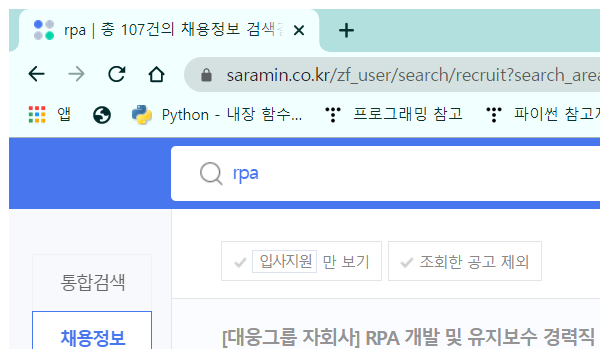 rpa | 총 107건의 채용정보 검색
saramin.co.kr/zf_user/search/recruit?search_area
앱 Python - 내장 함수... 프로그래밍 참고 파이썬 참고
rpa
입사지원 만 보기 조회한 공고 제외
통합검색
채용정보
[대웅그룹 자회사] RPA 개발 및 유지보수 경력직